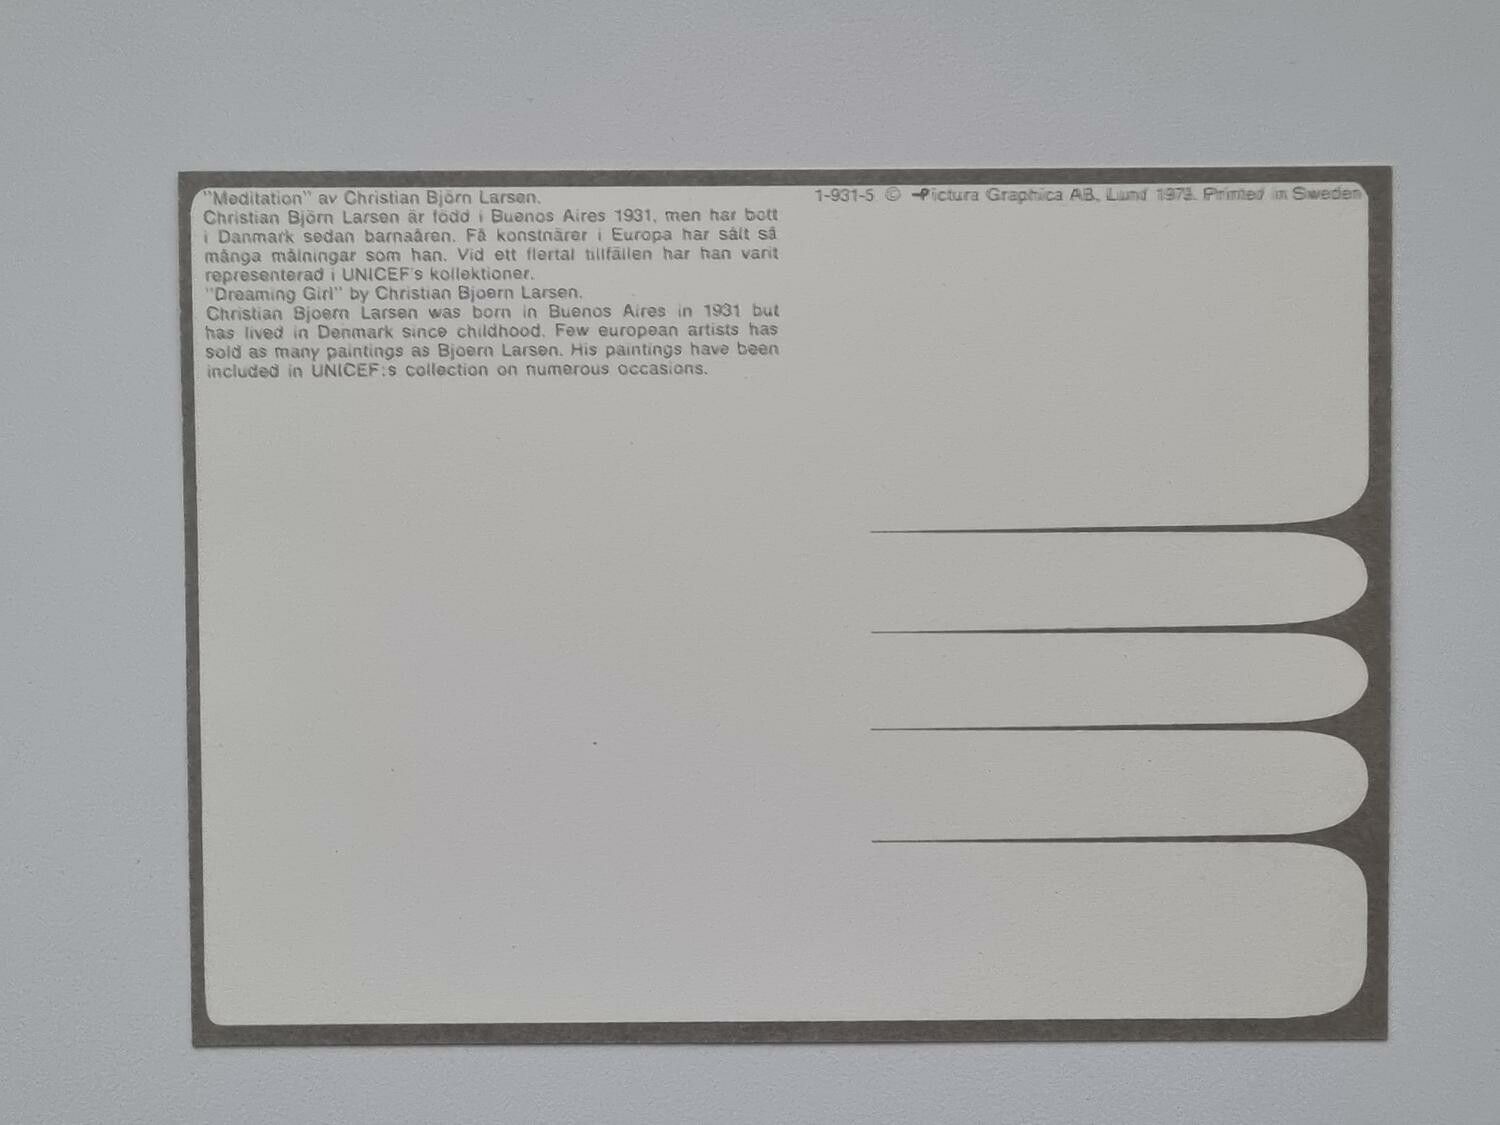 "Meditation" av Christian Björn Larsen.
Christian Björn Larsen är född i Buenos Aires 1931, men har bott
i Danmark sedan barnaåren. Få konstnärer i Europa har sålt så
många målningar som han. Vid ett flertal tillfällen har han varit
representerad i UNICEF's kollektioner.
"Dreaming Girl" by Christian Bjoern Larsen.
Christian Bjoern Larsen was born in Buenos Aires in 1931 but
has lived in Denmark since childhood. Few european artists has
sold as many paintings as Bjoern Larsen. His paintings have been
included in UNICEF:s collection on numerous occasions.
1-931-5 © Pictura Graphica AB, Lund Printed in Sweden